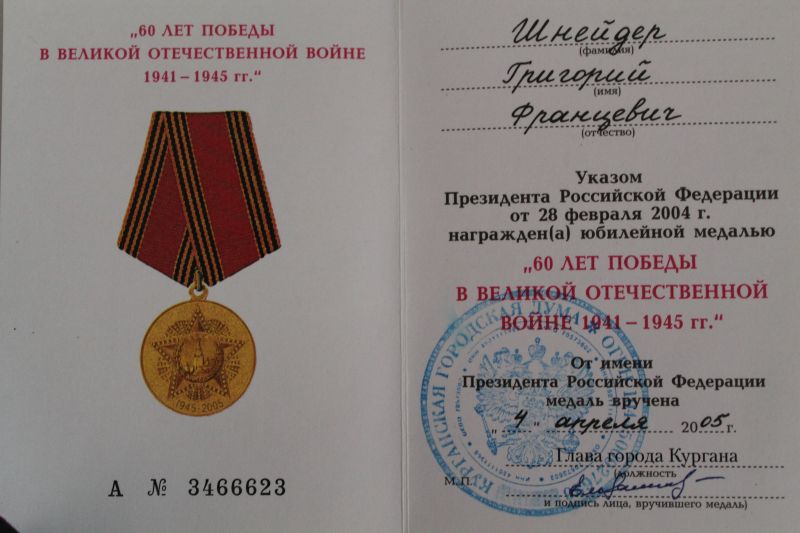 „60 ЛЕТ ПОБЕДЫ
В ВЕЛИКОЙ ОТЕЧЕСТВЕННОЙ ВОЙНЕ
1941 – 1945 гг.“
1945-2005
А № 3466623
Шнейдер
(фамилия)
Григорий
(имя)
Францевич
(отчество)
Указом
Президента Российской Федерации
от 28 февраля 2004 г.
награжден(а) юбилейной медалью
„60 ЛЕТ ПОБЕДЫ
В ВЕЛИКОЙ ОТЕЧЕСТВЕННОЙ
ВОЙНЕ 1941 – 1945 гг.“
От имени
Президента Российской Федерации
медаль вручена
„ 4 “ апреля 2005 г.
Глава города Кургана
(должность
М.П.
и подпись лица, вручившего медаль)
КУРГАНСКАЯ ГОРОДСКАЯ ДУМА